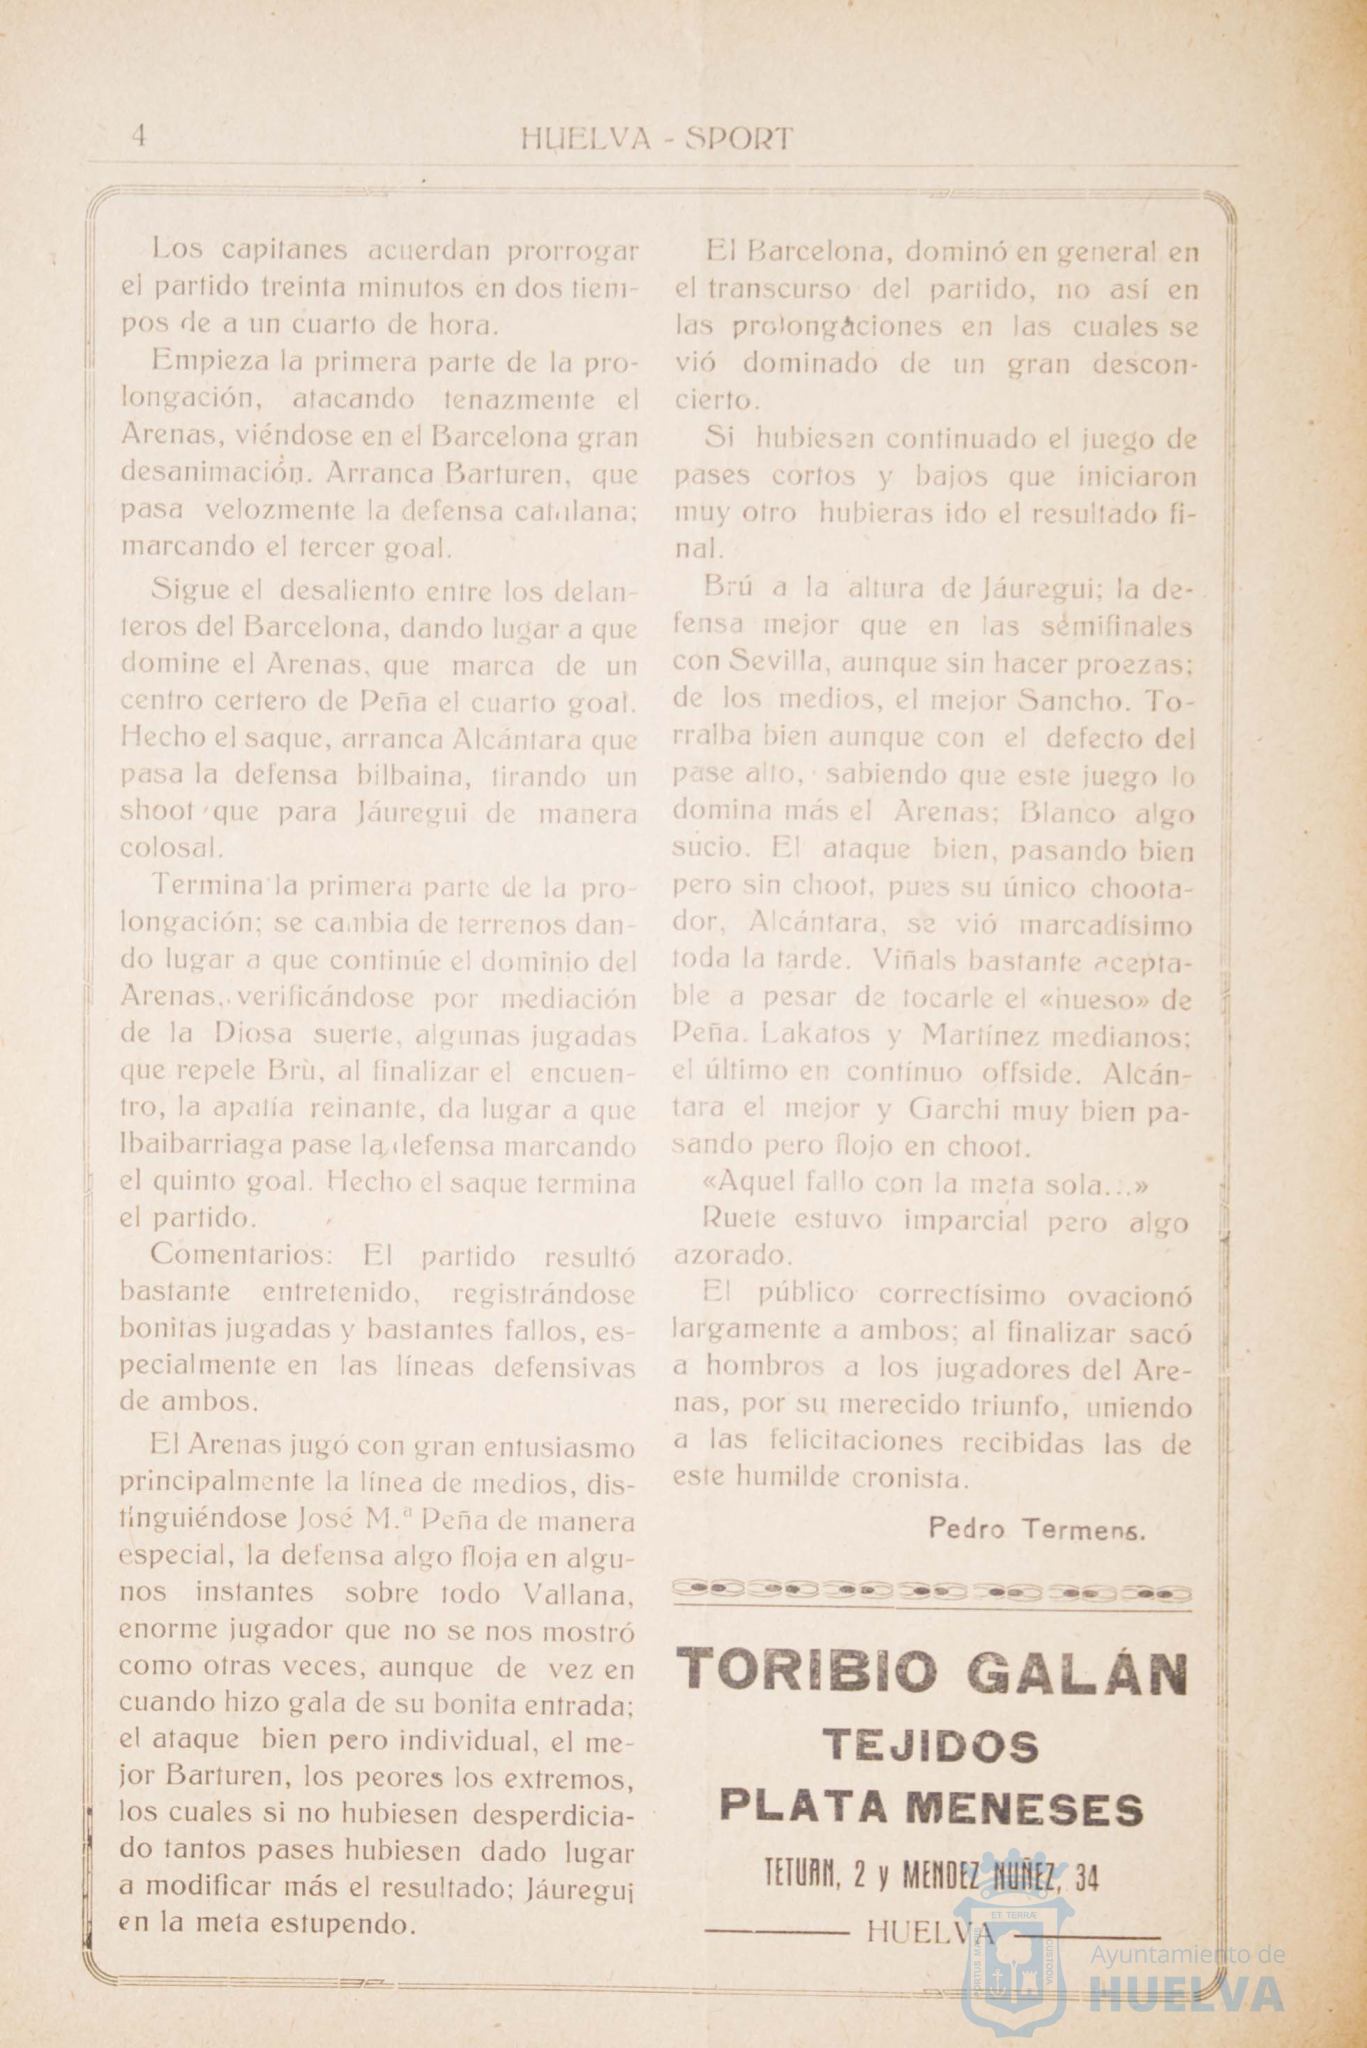 4
HUELVA - SPORT
Los capitanes acuerdan prorrogar
el partido treinta minutos en dos tiem-
pos de a un cuarto de hora.
Empieza la primera parte de la pro-
longación, atacando tenazmente el
Arenas, viéndose en el Barcelona gran
desanimación. Arranca Barturen, que
pasa velozmente la defensa catalana;
marcando el tercer goal.
Sigue el desaliento entre los delan-
teros del Barcelona, dando lugar a que
domine el Arenas, que marca de un
centro certero de Peña el cuarto goal.
Hecho el saque, arranca Alcántara que
pasa la defensa bilbaina, tirando un
shoot que para Jáuregui de manera
colosal.
Termina la primera parte de la pro-
longación; se cambia de terrenos dan-
do lugar a que continúe el dominio del
Arenas, verificándose por mediación
de la Diosa suerte, algunas jugadas
que repele Brù, al finalizar el encuen-
tro, la apatía reinante, da lugar a que
Ibaibarriaga pase la defensa marcando
el quinto goal. Hecho el saque termina
el partido.
Comentarios: El partido resultó
bastante entretenido, registrándose
bonitas jugadas y bastantes fallos, es-
pecialmente en las líneas defensivas
de ambos.
El Arenas jugó con gran entusiasmo
principalmente la línea de medios, dis-
tinguiéndose José M.ª Peña de manera
especial, la defensa algo floja en algu-
nos instantes sobre todo Vallana,
enorme jugador que no se nos mostró
como otras veces, aunque de vez en
cuando hizo gala de su bonita entrada;
el ataque bien pero individual, el me-
jor Barturen, los peores los extremos,
los cuales si no hubiesen desperdicia-
do tantos pases hubiesen dado lugar
a modificar más el resultado; Jáuregui
en la meta estupendo.
El Barcelona, dominó en general en
el transcurso del partido, no así en
las prolongaciones en las cuales se
vió dominado de un gran descon-
cierto.
Si hubiesen continuado el juego de
pases cortos y bajos que iniciaron
muy otro hubieras ido el resultado fi-
nal.
Brú a la altura de Jáuregui; la de-
fensa mejor que en las semifinales
con Sevilla, aunque sin hacer proezas;
de los medios, el mejor Sancho. To-
rralba bien aunque con el defecto del
pase alto, sabiendo que este juego lo
domina más el Arenas; Blanco algo
sucio. El ataque bien, pasando bien
pero sin choot, pues su único choota-
dor, Alcántara, se vió marcadísimo
toda la tarde. Viñals bastante acepta-
ble a pesar de tocarle el «hueso» de
Peña. Lakatos y Martínez medianos;
el último en contínuo offside. Alcán-
tara el mejor y Garchi muy bien pa-
sando pero flojo en choot.
«Aquel fallo con la meta sola...»
Ruete estuvo imparcial pero algo
azorado.
El público correctísimo ovacionó
largamente a ambos; al finalizar sacó
a hombros a los jugadores del Are-
nas, por su merecido triunfo, uniendo
a las felicitaciones recibidas las de
este humilde cronista.
Pedro Termens.
TORIBIO GALÁN
TEJIDOS
PLATA MENESES
TETUAN, 2 y MENDEZ NUÑEZ, 34
HUELVA
PORTUS MARIS ET TERRÆ CUSTODIA
Ayuntamiento de
HUELVA